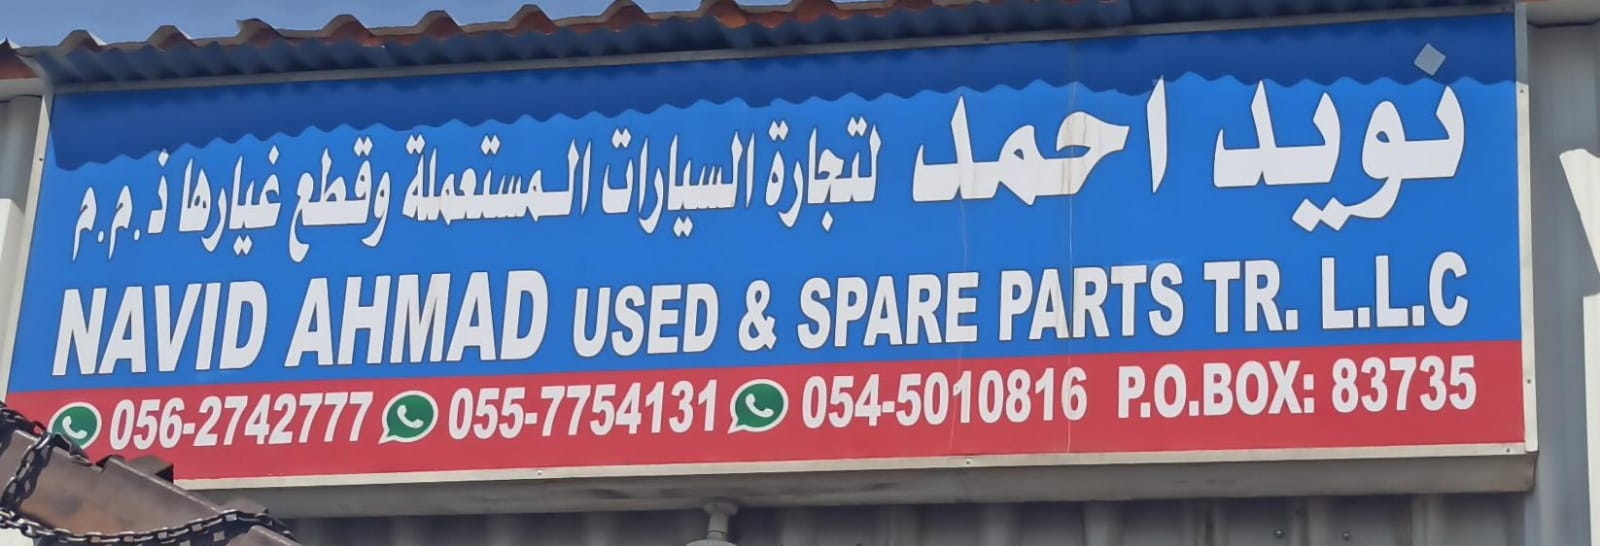 نويد احمد لتجارة السيارات المستعملة وقطع غيارها ذ.م.م
NAVID AHMAD USED & SPARE PARTS TR. L.L.C
056-2742777 055-7754131 054-5010816 P.O.BOX: 83735